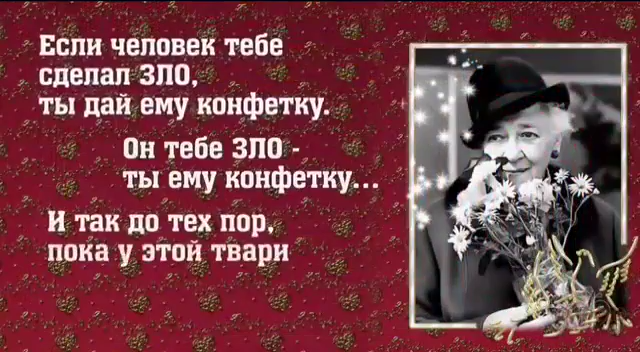 Если человек тебе
сделал ЗЛО,
ты дай ему конфетку.
Он тебе ЗЛО -
ты ему конфетку...
И так до тех пор,
пока у этой твари